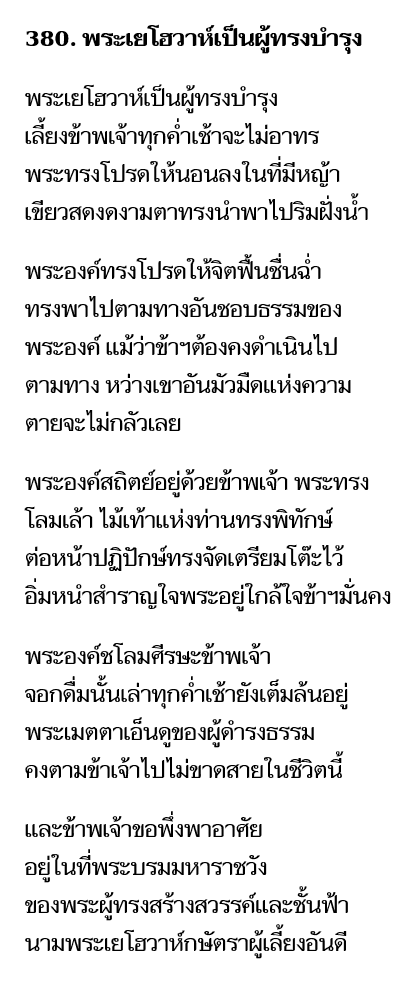 380. พระเยโฮวาห์เป็นผู้ทรงบำรุง
พระเยโฮวาห์เป็นผู้ทรงบำรุง
เลี้ยงข้าพเจ้าทุกค่ำเช้าจะไม่อาทร
พระทรงโปรดให้นอนลงในที่มีหญ้า
เขียวสดงดงามตาทรงนำพาไปริมฝั่งน้ำ
พระองค์ทรงโปรดให้จิตฟื้นชื่นฉ่ำ
ทรงพาไปตามทางอันชอบธรรมของ
พระองค์ แม้ว่าข้าฯต้องคงดำเนินไป
ตามทาง หว่างเขาอันมัวมืดแห่งความ
ตายจะไม่กลัวเลย
พระองค์สถิตย์อยู่ด้วยข้าพเจ้า พระทรง
โลมเล้า ไม้เท้าแห่งท่านทรงพิทักษ์
ต่อหน้าปฏิปักษ์ทรงจัดเตรียมโต๊ะไว้
อิ่มหนำสำราญใจพระอยู่ใกล้ใจข้าฯมั่นคง
พระองค์ชโลมศีรษะข้าพเจ้า
จอกดื่มนั้นเล่าทุกค่ำเช้ายังเต็มล้นอยู่
พระเมตตาเอ็นดูของผู้ดำรงธรรม
คงตามข้าเจ้าไปไม่ขาดสายในชีวิตนี้
และข้าพเจ้าขอพึ่งพาอาศัย
อยู่ในที่พระบรมมหาราชวัง
ของพระผู้ทรงสร้างสวรรค์และชั้นฟ้า
นามพระเยโฮวาห์กษัตราผู้เลี้ยงอันดี